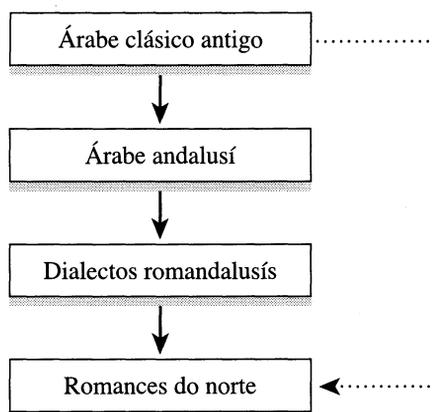 Árabe clásico antigo
Árabe andalusí
Dialectos romandalusís
Romances do norte